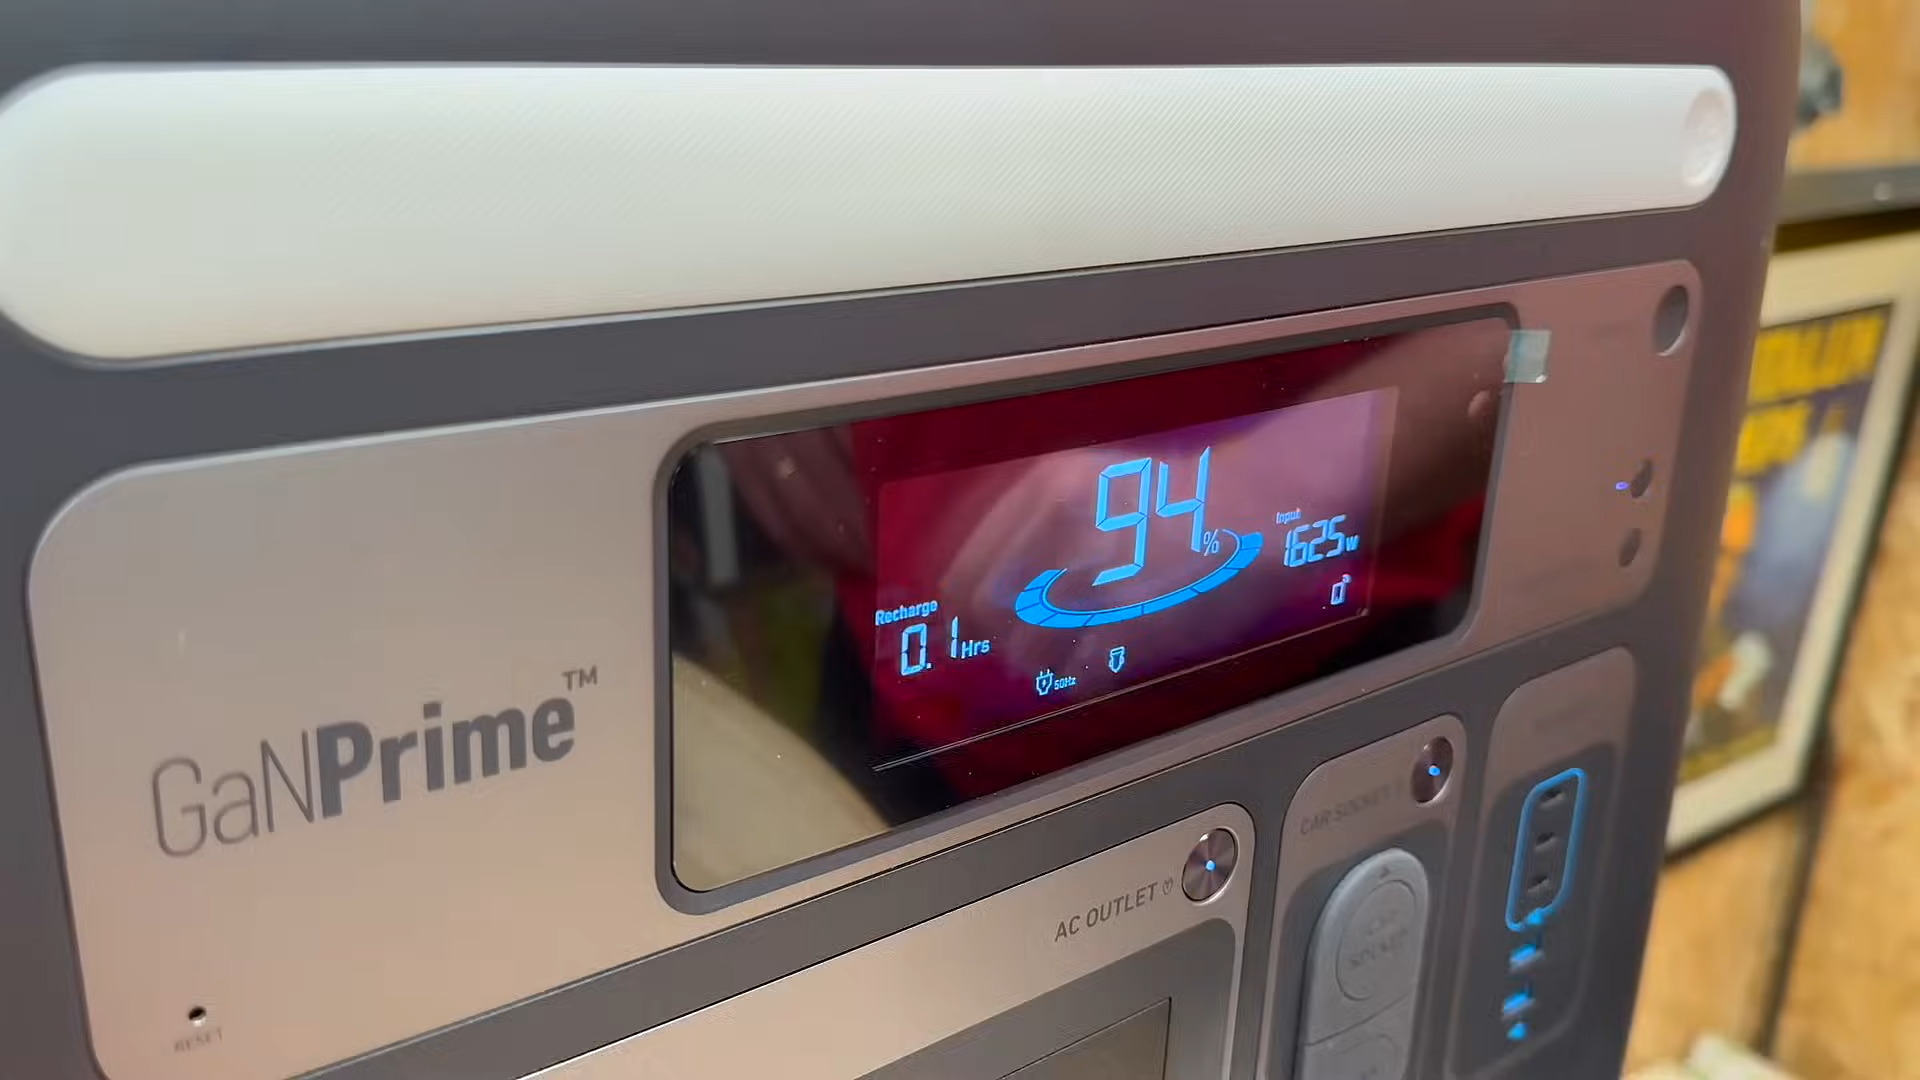 94%
Input
1625W
Recharge
0.1Hrs
50Hz
GaNPrime™
AC OUTLET
CAR SOCKET
RESET